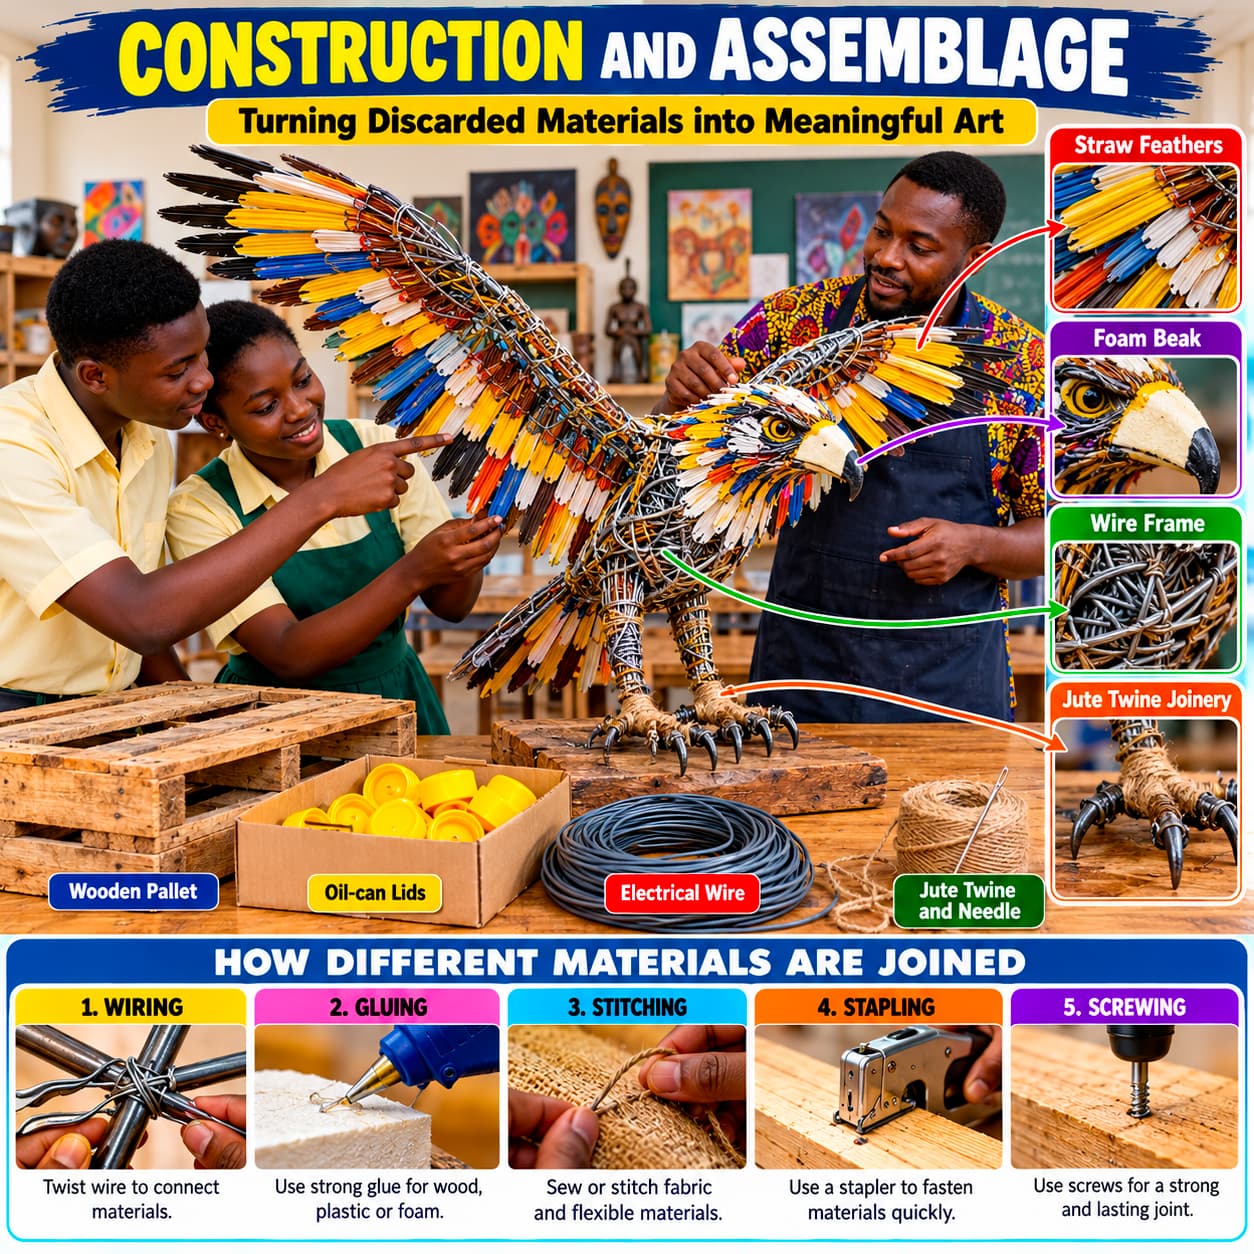 CONSTRUCTION AND ASSEMBLAGE
Turning Discarded Materials into Meaningful Art
Straw Feathers
Foam Beak
Wire Frame
Jute Twine Joinery
Wooden Pallet
Oil-can Lids
Electrical Wire
Jute Twine
and Needle
HOW DIFFERENT MATERIALS ARE JOINED
1. WIRING
Twist wire to connect
materials.
2. GLUING
Use strong glue for wood,
plastic or foam.
3. STITCHING
Sew or stitch fabric
and flexible materials.
4. STAPLING
Use a stapler to fasten
materials quickly.
5. SCREWING
Use screws for a strong
and lasting joint.